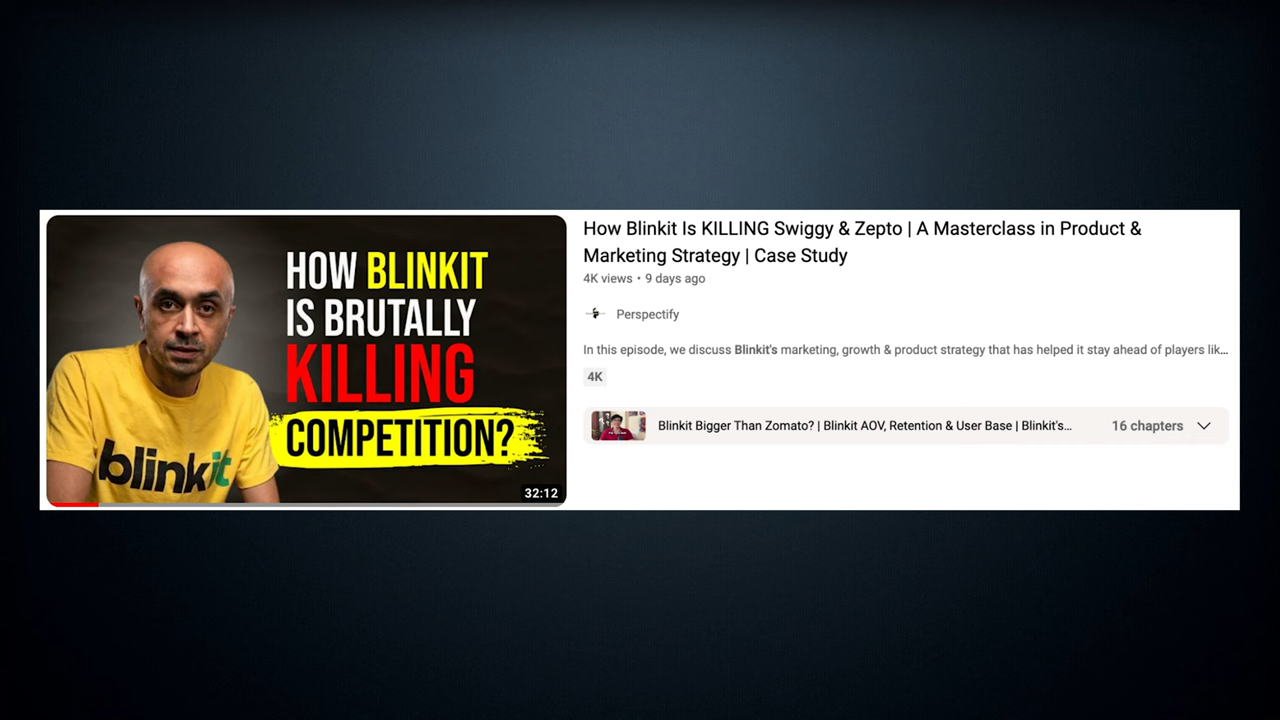 HOW BLINKIT
IS BRUTALLY
KILLING
COMPETITION?
blinkit
32:12
How Blinkit Is KILLING Swiggy & Zepto | A Masterclass in Product &
Marketing Strategy | Case Study
4K views • 9 days ago
Perspectify
In this episode, we discuss Blinkit's marketing, growth & product strategy that has helped it stay ahead of players lik...
4K
Blinkit Bigger Than Zomato? | Blinkit AOV, Retention & User Base | Blinkit's...
16 chapters